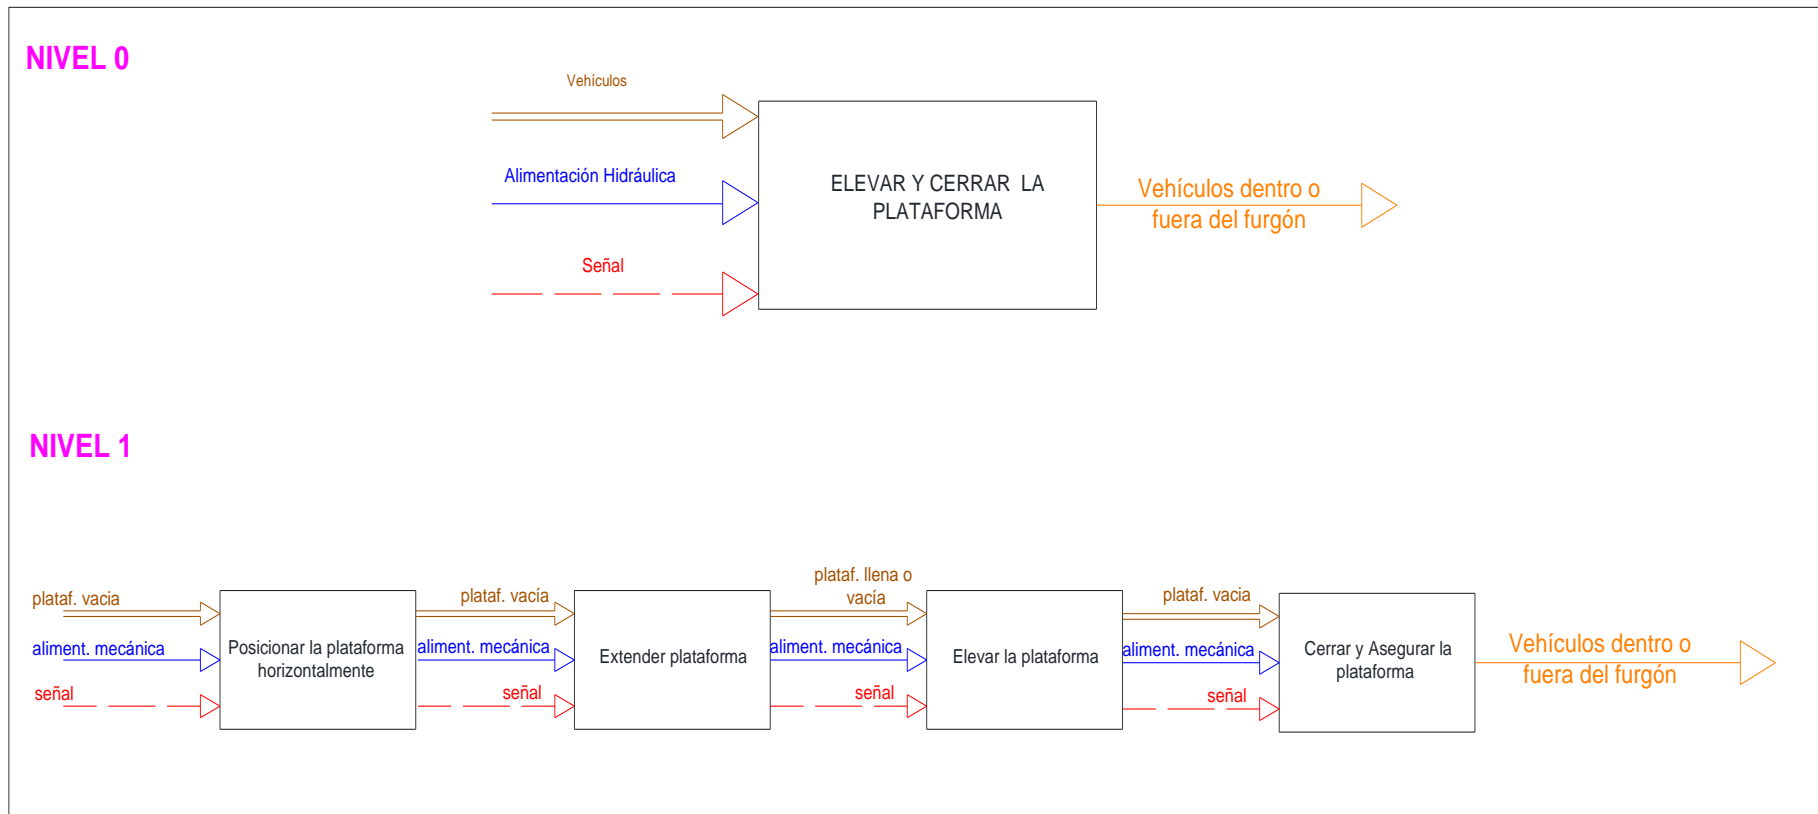 NIVEL 0
Vehículos
Alimentación Hidráulica
Señal
ELEVAR Y CERRAR LA
PLATAFORMA
Vehículos dentro o
fuera del furgón
NIVEL 1
plataf. vacia
aliment. mecánica
señal
Posicionar la plataforma
horizontalmente
plataf. vacía
aliment. mecánica
señal
Extender plataforma
plataf. llena o
vacía
aliment. mecánica
señal
Elevar la plataforma
plataf. vacia
aliment. mecánica
señal
Cerrar y Asegurar la
plataforma
Vehículos dentro o
fuera del furgón